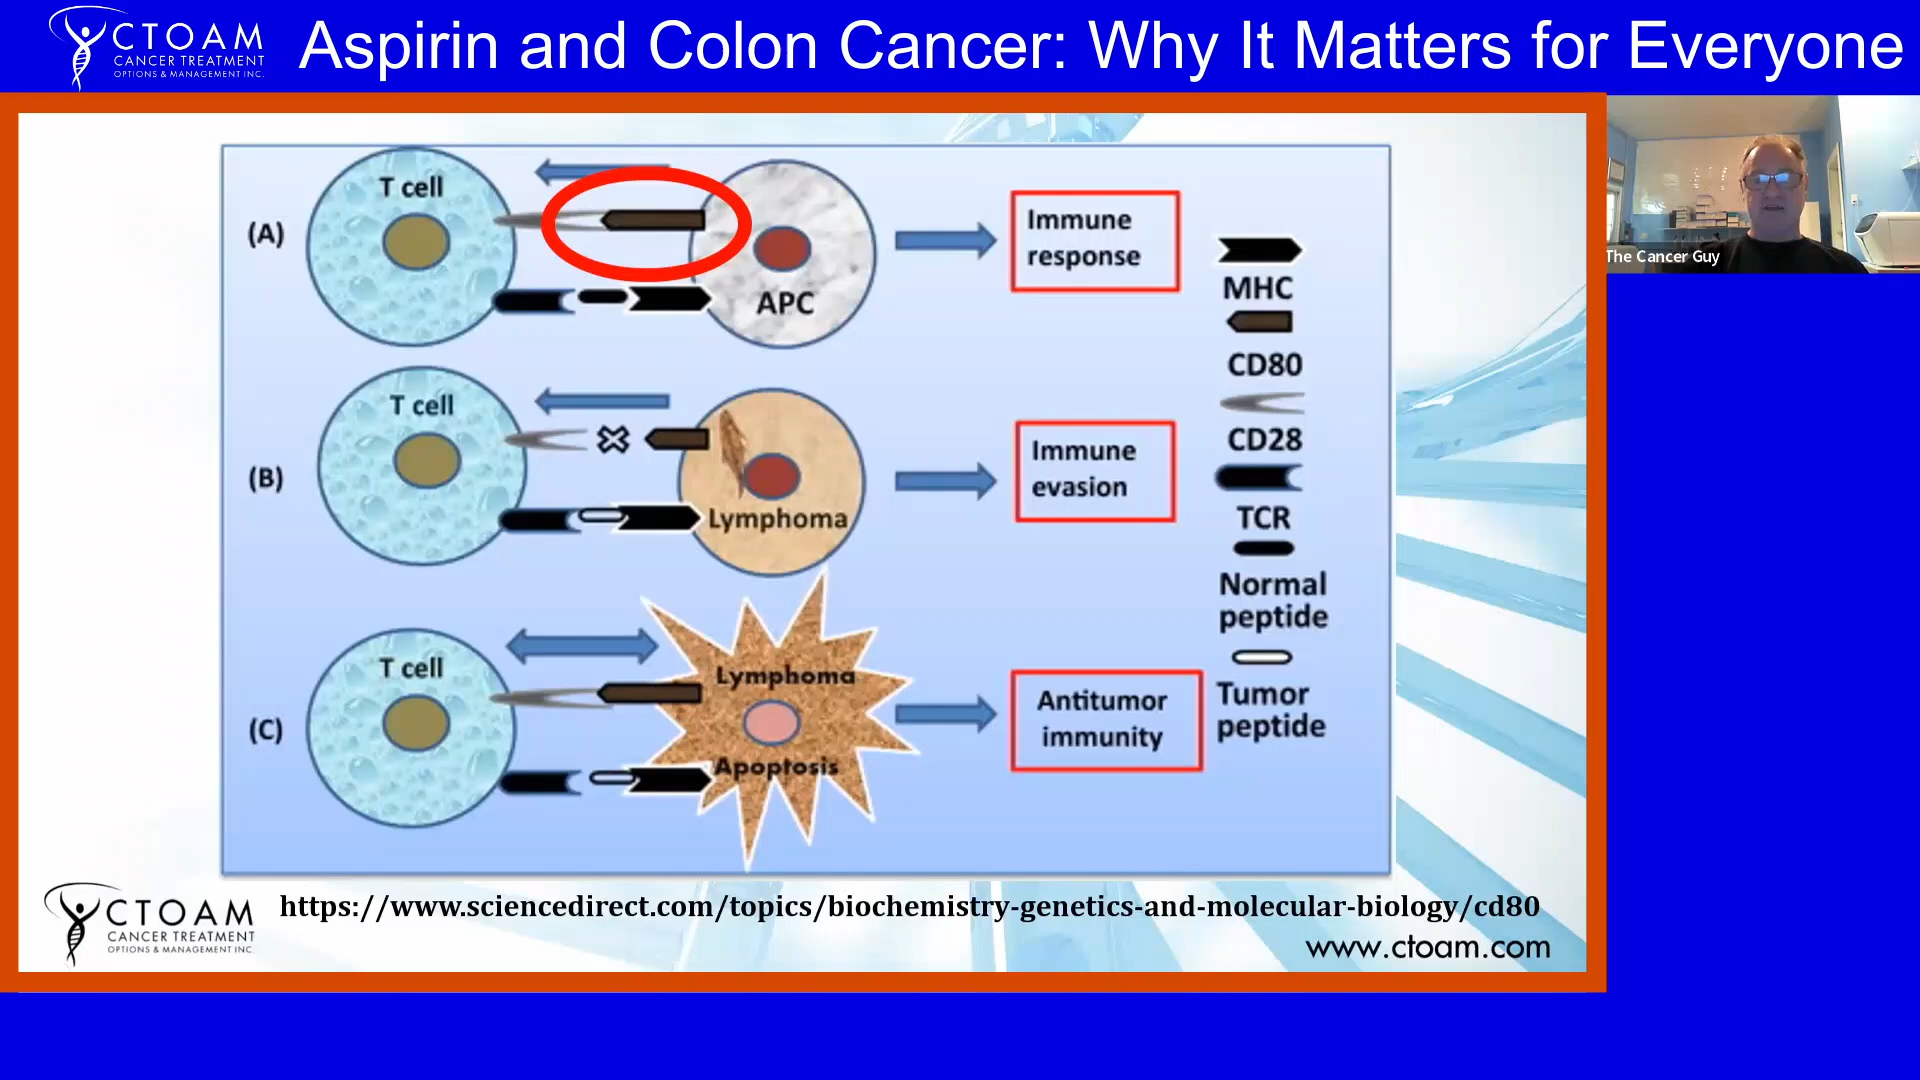 CTOAM
CANCER TREATMENT
OPTIONS & MANAGEMENT INC.
Aspirin and Colon Cancer: Why It Matters for Everyone
The Cancer Guy
(A)
T cell
APC
Immune
response
(B)
T cell
Lymphoma
Immune
evasion
(C)
T cell
Lymphoma
Apoptosis
Antitumor
immunity
MHC
CD80
CD28
TCR
Normal
peptide
Tumor
peptide
CTOAM
CANCER TREATMENT
OPTIONS & MANAGEMENT INC.
https://www.sciencedirect.com/topics/biochemistry-genetics-and-molecular-biology/cd80
www.ctoam.com